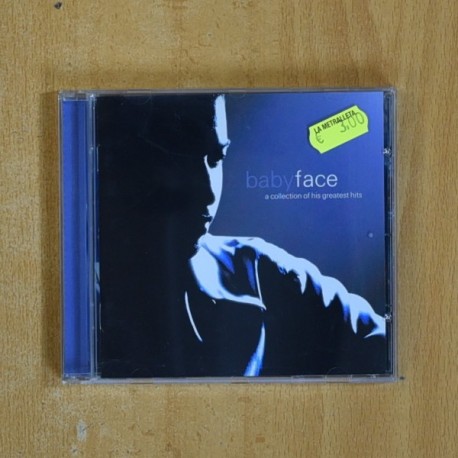 LA METRALLETA
€ 3,00
babyface
a collection of his greatest hits